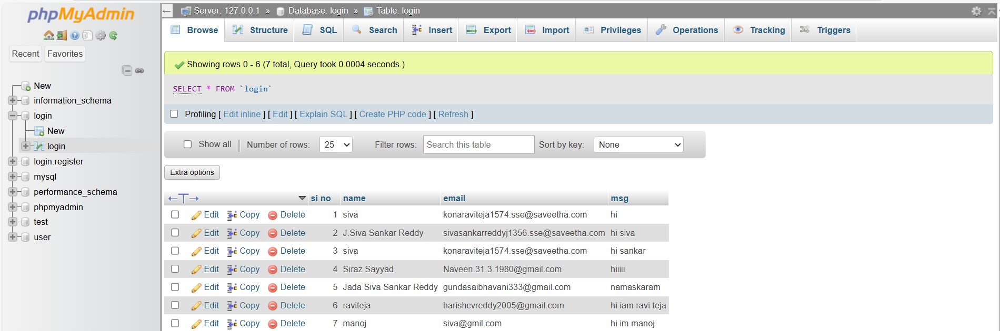 phpMyAdmin
Recent Favorites
New
information_schema
login
New
login
login.register
mysql
performance_schema
phpmyadmin
test
user
Server: 127.0.0.1 » Database: login » Table: login
Browse Structure SQL Search Insert Export Import Privileges Operations Tracking Triggers
Showing rows 0 - 6 (7 total, Query took 0.0004 seconds.)
SELECT * FROM `login`
Profiling [ Edit inline ] [ Edit ] [ Explain SQL ] [ Create PHP code ] [ Refresh ]
Show all | Number of rows: 25 Filter rows: Search this table Sort by key: None
Extra options
←T→ si no name email msg
Edit Copy Delete 1 siva konaraviteja1574.sse@saveetha.com hi
Edit Copy Delete 2 J.Siva Sankar Reddy sivasankarreddyj1356.sse@saveetha.com hi siva
Edit Copy Delete 3 siva konaraviteja1574.sse@saveetha.com hi sankar
Edit Copy Delete 4 Siraz Sayyad Naveen.31.3.1980@gmail.com hiiiii
Edit Copy Delete 5 Jada Siva Sankar Reddy gundasaibhavani333@gmail.com namaskaram
Edit Copy Delete 6 raviteja harishcvreddy2005@gmail.com hi iam ravi teja
Edit Copy Delete 7 manoj siva@gmil.com hi im manoj